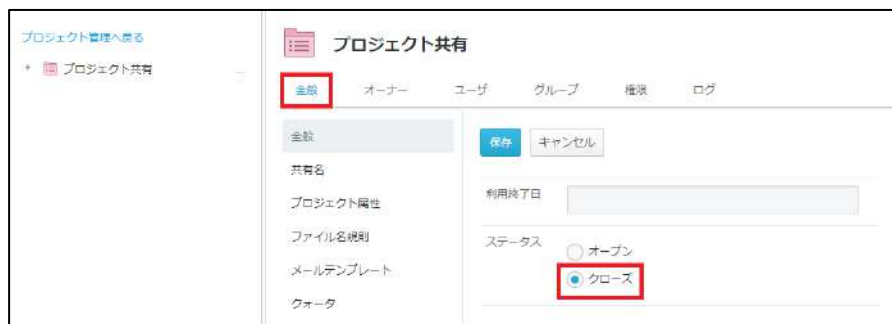 プロジェクト管理へ戻る
プロジェクト共有
プロジェクト共有
全般 オーナー ユーザ グループ 権限 ログ
全般
共有名
プロジェクト属性
ファイル名規則
メールテンプレート
クォータ
保存 キャンセル
利用終了日
ステータス
オープン
クローズ